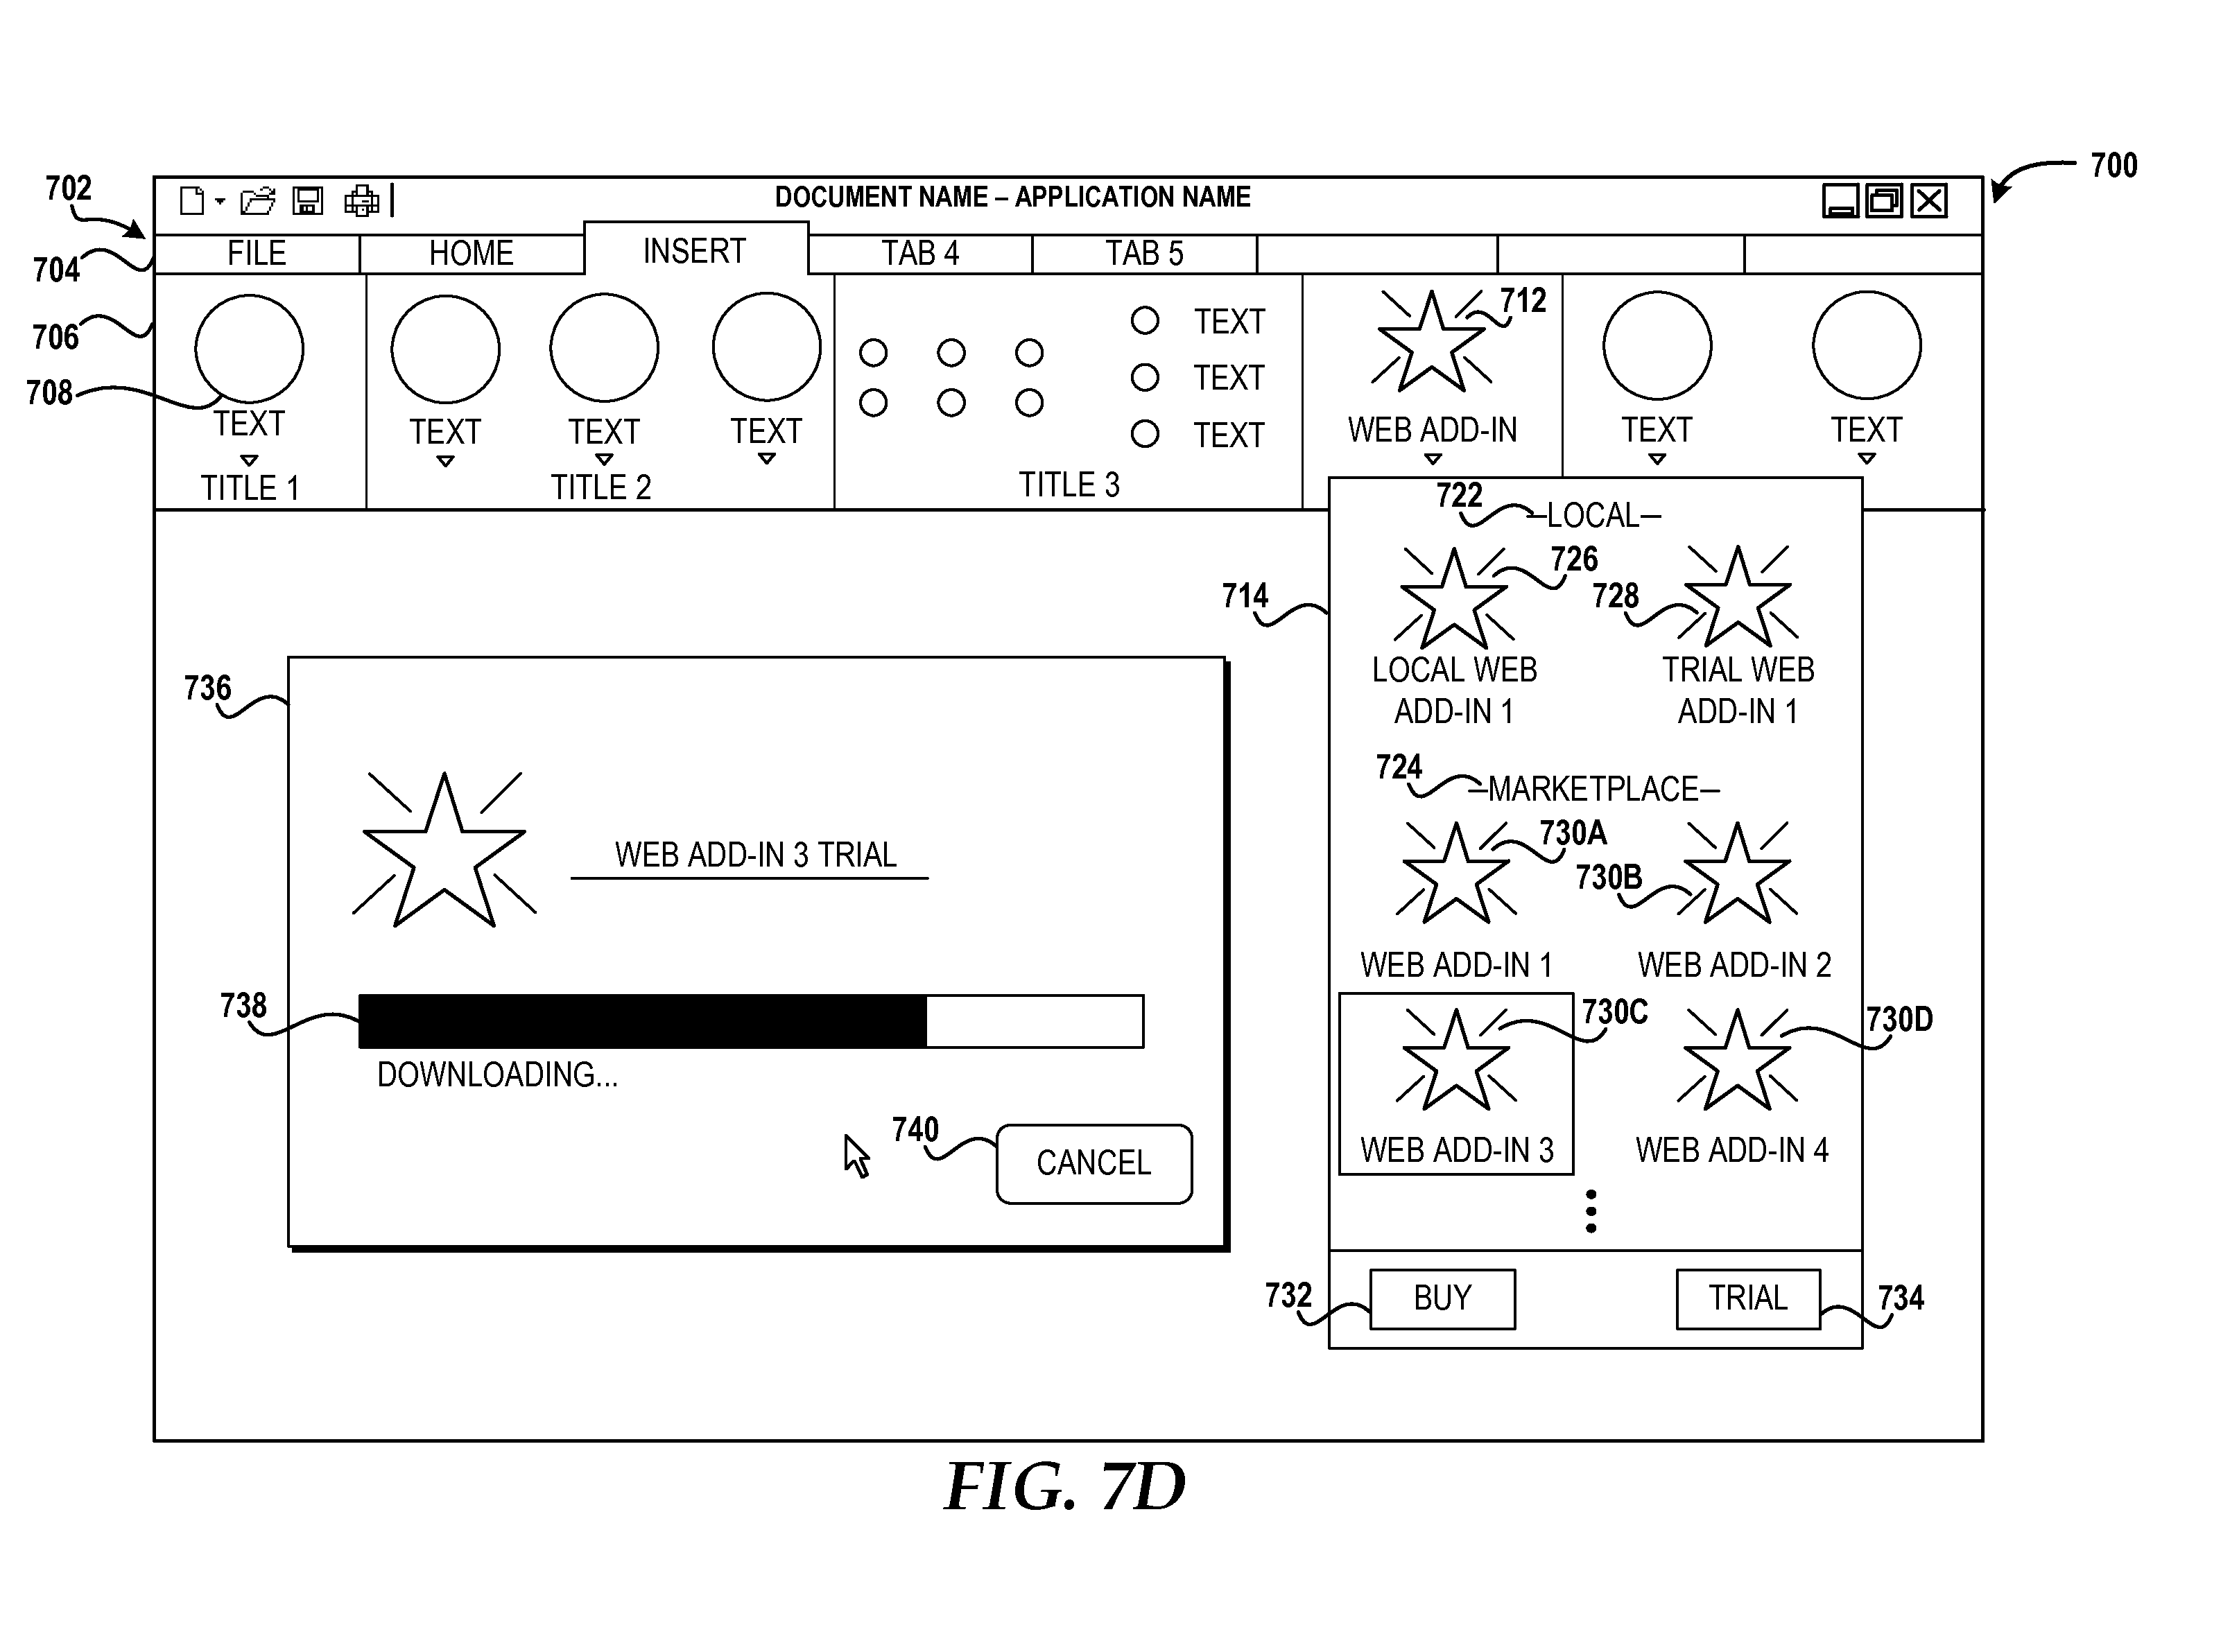 700
702
DOCUMENT NAME – APPLICATION NAME
704
FILE
HOME
INSERT
TAB 4
TAB 5
706
708
TEXT
TITLE 1
TEXT
TEXT
TEXT
TITLE 2
TEXT
TEXT
TEXT
TITLE 3
712
WEB ADD-IN
TEXT
TEXT
714
722
–LOCAL–
726
728
LOCAL WEB
ADD-IN 1
TRIAL WEB
ADD-IN 1
724
–MARKETPLACE–
730A
730B
WEB ADD-IN 1
WEB ADD-IN 2
730C
730D
WEB ADD-IN 3
WEB ADD-IN 4
732
BUY
TRIAL
734
736
WEB ADD-IN 3 TRIAL
738
DOWNLOADING...
740
CANCEL
FIG. 7D